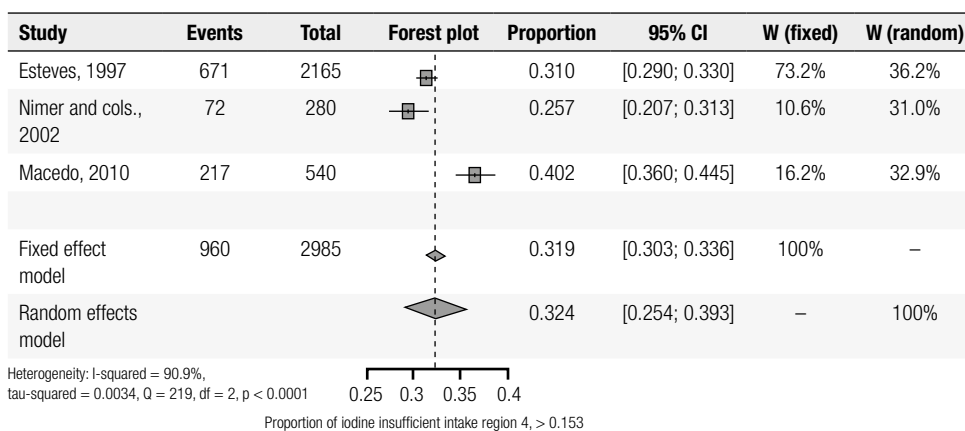 Study Events Total Forest plot Proportion 95% CI W (fixed) W (random)
Esteves, 1997 671 2165 0.310 [0.290; 0.330] 73.2% 36.2%
Nimer and cols., 72 280 0.257 [0.207; 0.313] 10.6% 31.0%
2002
Macedo, 2010 217 540 0.402 [0.360; 0.445] 16.2% 32.9%
Fixed effect 960 2985 0.319 [0.303; 0.336] 100% –
model
Random effects 0.324 [0.254; 0.393] – 100%
model
Heterogeneity: I-squared = 90.9%,
tau-squared = 0.0034, Q = 219, df = 2, p < 0.0001
0.25 0.3 0.35 0.4
Proportion of iodine insufficient intake region 4, > 0.153